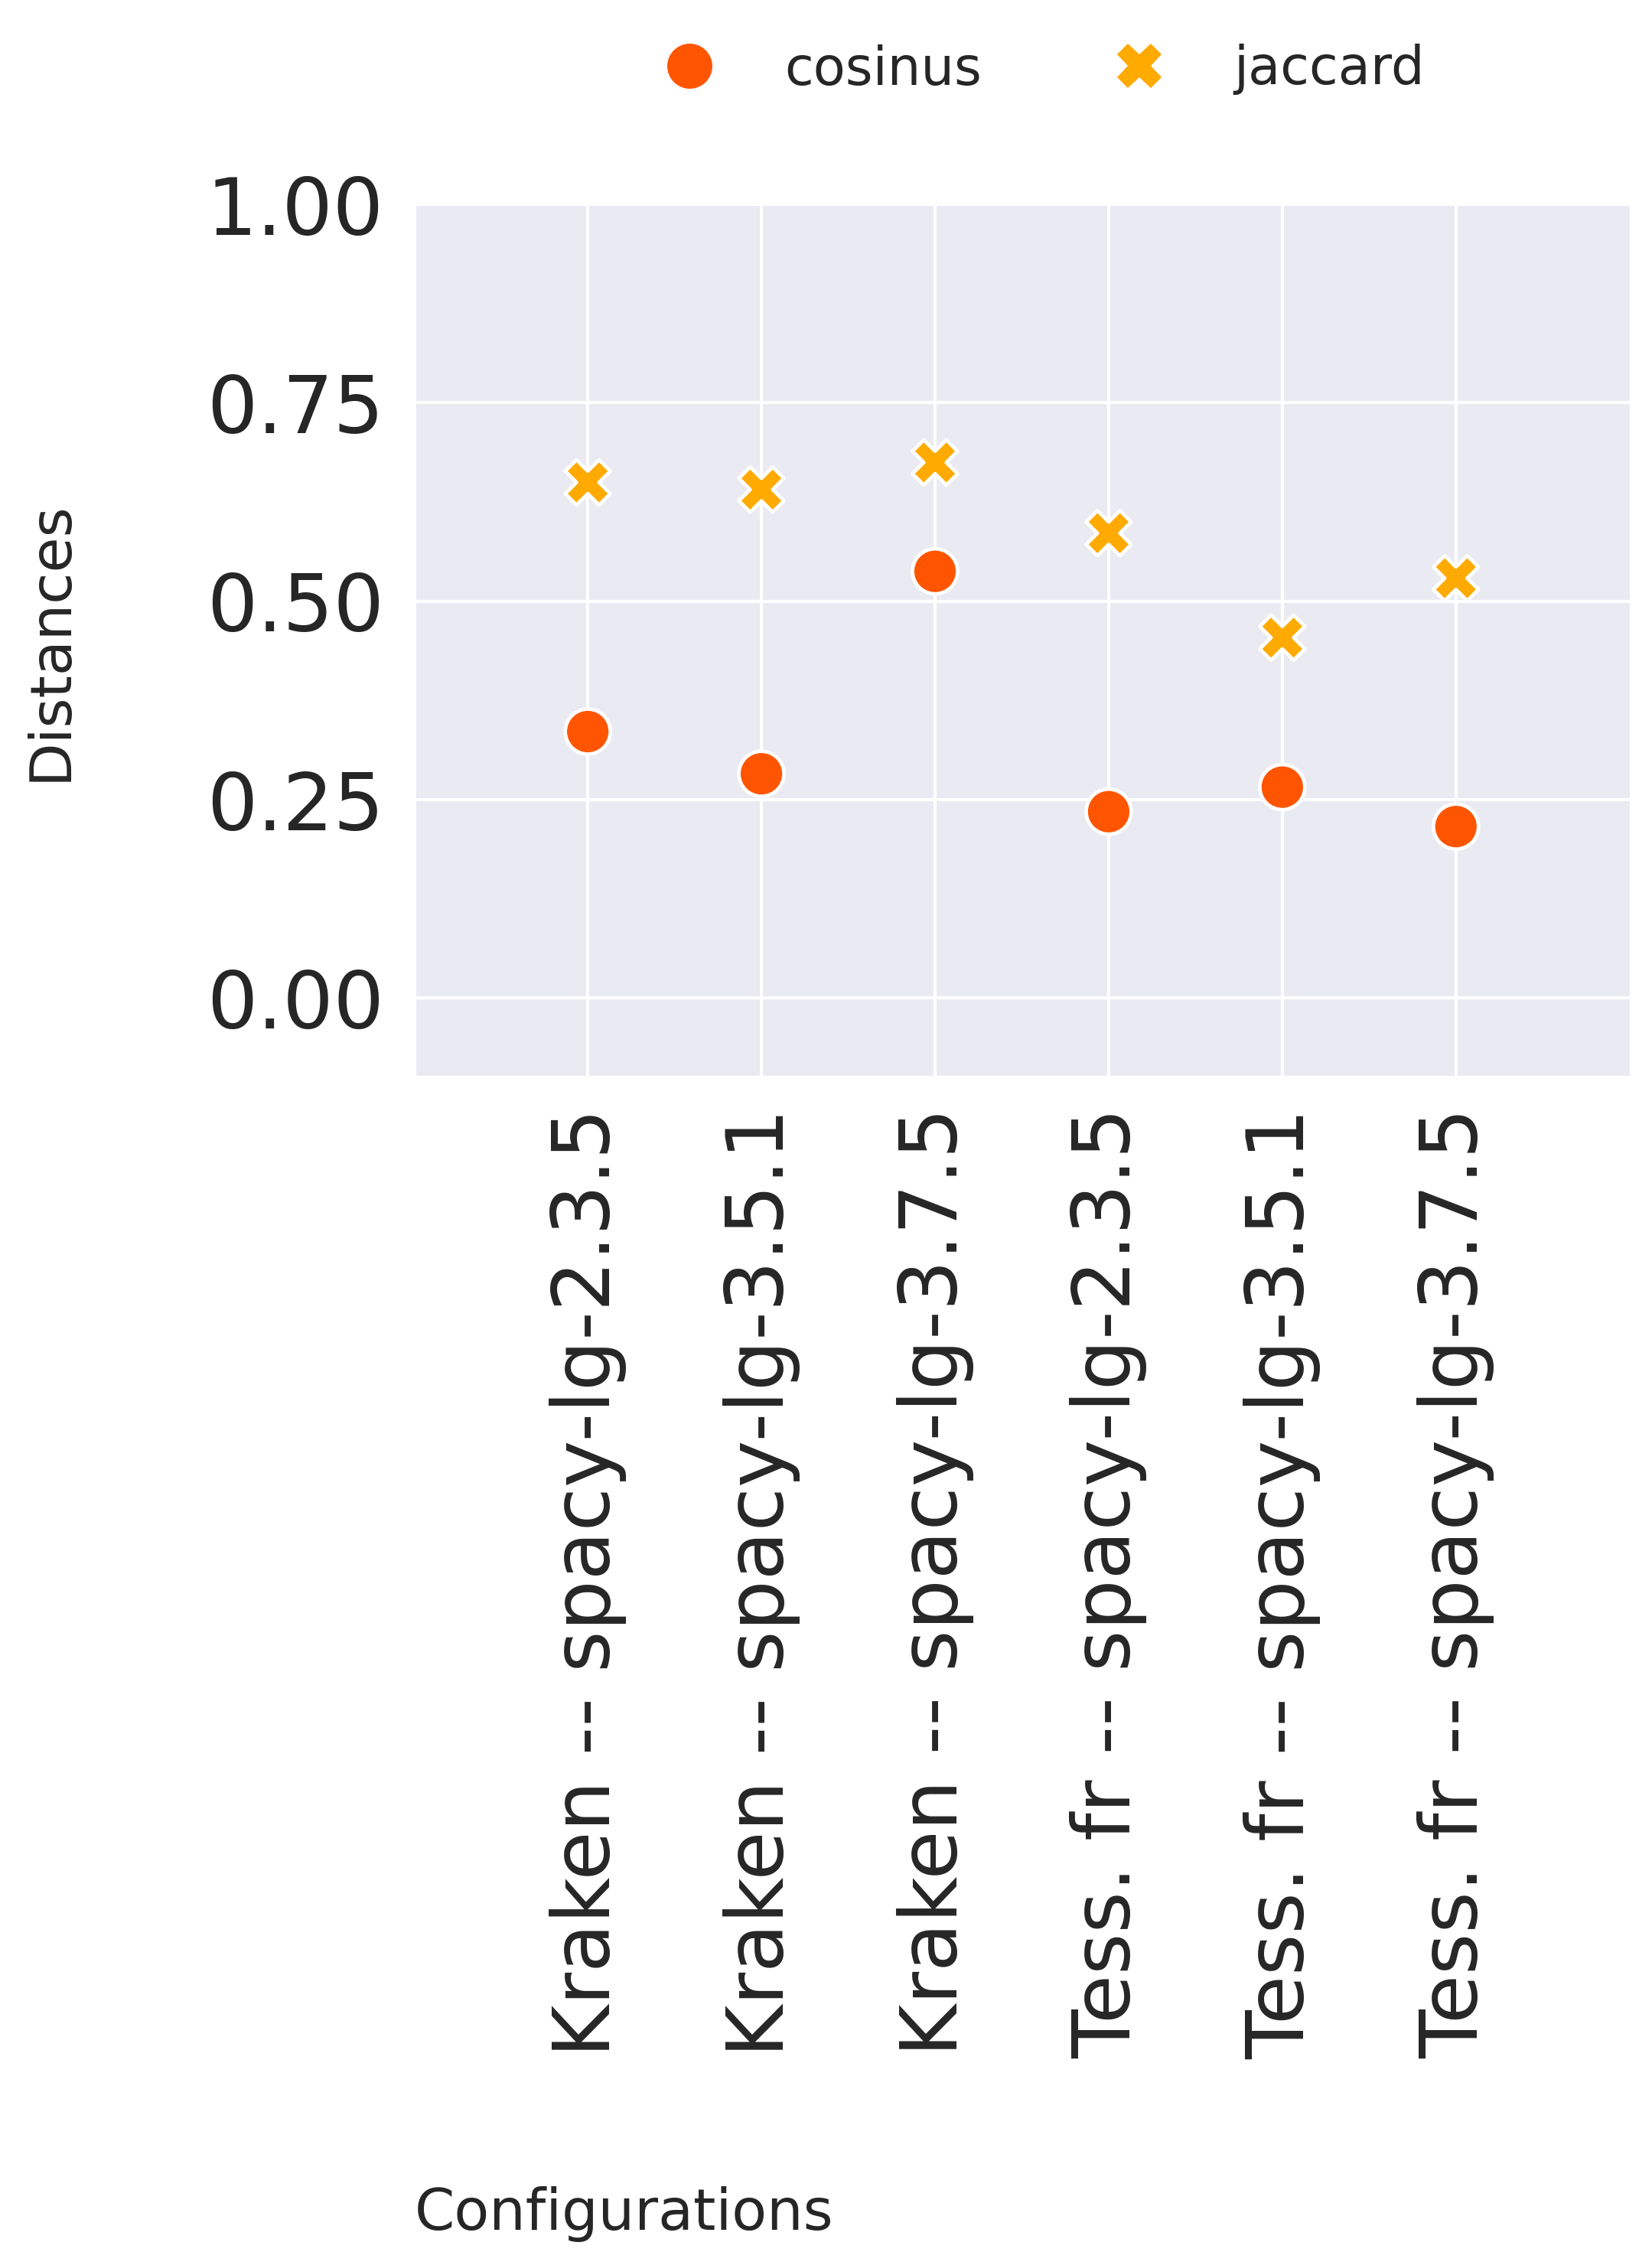 cosinus jaccard
1.00
0.75
0.50
0.25
0.00
Distances
Kraken -- spacy-lg-2.3.5
Kraken -- spacy-lg-3.5.1
Kraken -- spacy-lg-3.7.5
Tess. fr -- spacy-lg-2.3.5
Tess. fr -- spacy-lg-3.5.1
Tess. fr -- spacy-lg-3.7.5
Configurations